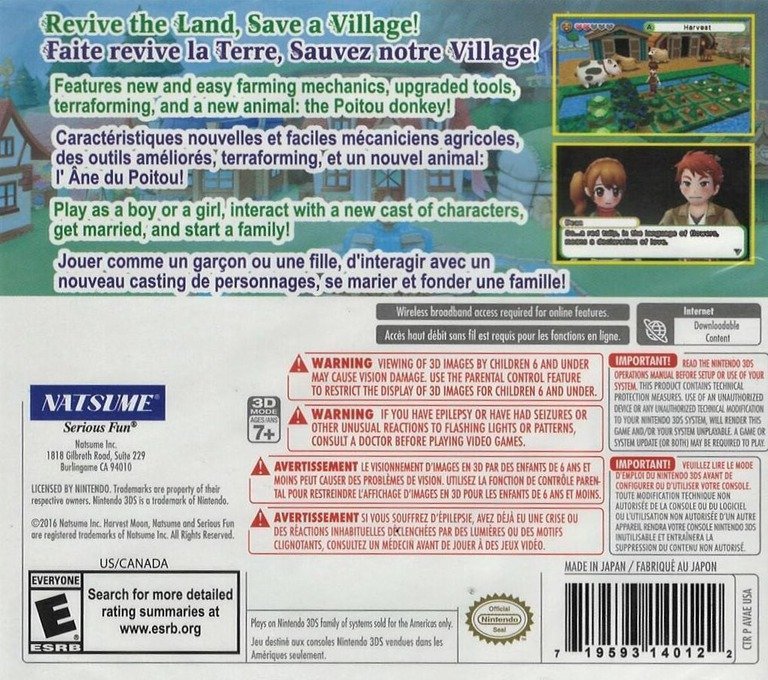 Revive the Land, Save a Village!
Faite revive la Terre, Sauvez notre Village!
Features new and easy farming mechanics, upgraded tools,
terraforming, and a new animal: the Poitou donkey!
Caractéristiques nouvelles et faciles mécaniciens agricoles,
des outils améliorés, terraforming, et un nouvel animal:
l' Âne du Poitou!
Play as a boy or a girl, interact with a new cast of characters,
get married, and start a family!
Jouer comme un garçon ou une fille, d'interagir avec un
nouveau casting de personnages, se marier et fonder une famille!
A Harvest
Dean
So...a red tulip, in the language of flowers,
means a declaration of love.
Wireless broadband access required for online features.
Accès haut débit sans fil est requis pour les fonctions en ligne.
Internet
Downloadable
Content
NATSUME®
Serious Fun®
Natsume Inc.
1818 Gilbreth Road, Suite 229
Burlingame CA 94010
LICENSED BY NINTENDO. Trademarks are property of their
respective owners. Nintendo 3DS is a trademark of Nintendo.
©2016 Natsume Inc. Harvest Moon, Natsume and Serious Fun
are registered trademarks of Natsume Inc. All Rights Reserved.
3D
MODE
AGES/ANS
7+
WARNING VIEWING OF 3D IMAGES BY CHILDREN 6 AND UNDER
MAY CAUSE VISION DAMAGE. USE THE PARENTAL CONTROL FEATURE
TO RESTRICT THE DISPLAY OF 3D IMAGES FOR CHILDREN 6 AND UNDER.
WARNING IF YOU HAVE EPILEPSY OR HAVE HAD SEIZURES OR
OTHER UNUSUAL REACTIONS TO FLASHING LIGHTS OR PATTERNS,
CONSULT A DOCTOR BEFORE PLAYING VIDEO GAMES.
AVERTISSEMENT LE VISIONNEMENT D'IMAGES EN 3D PAR DES ENFANTS DE 6 ANS ET
MOINS PEUT CAUSER DES PROBLÈMES DE VISION. UTILISEZ LA FONCTION DE CONTRÔLE PAREN-
TAL POUR RESTREINDRE L'AFFICHAGE D'IMAGES EN 3D POUR LES ENFANTS DE 6 ANS ET MOINS.
AVERTISSEMENT SI VOUS SOUFFREZ D'ÉPILEPSIE, AVEZ DÉJÀ EU UNE CRISE OU
DES RÉACTIONS INHABITUELLES DÉCLENCHÉES PAR DES LUMIÈRES OU DES MOTIFS
CLIGNOTANTS, CONSULTEZ UN MÉDECIN AVANT DE JOUER À DES JEUX VIDÉO.
IMPORTANT! READ THE NINTENDO 3DS
OPERATIONS MANUAL BEFORE SETUP OR USE OF YOUR
SYSTEM. THIS PRODUCT CONTAINS TECHNICAL
PROTECTION MEASURES. USE OF AN UNAUTHORIZED
DEVICE OR ANY UNAUTHORIZED TECHNICAL MODIFICATION
TO YOUR NINTENDO 3DS SYSTEM, WILL RENDER THIS
GAME AND/OR YOUR SYSTEM UNPLAYABLE. A GAME OR
SYSTEM UPDATE (OR BOTH) MAY BE REQUIRED TO PLAY.
IMPORTANT! VEUILLEZ LIRE LE MODE
D'EMPLOI DU NINTENDO 3DS AVANT DE
CONFIGURER OU D'UTILISER VOTRE CONSOLE.
TOUTE MODIFICATION TECHNIQUE NON
AUTORISÉE DE LA CONSOLE OU DU LOGICIEL
OU L'UTILISATION NON AUTORISÉE D'UN AUTRE
APPAREIL RENDRA VOTRE CONSOLE NINTENDO 3DS
INUTILISABLE ET ENTRAÎNERA LA
SUPPRESSION DU CONTENU NON AUTORISÉ.
US/CANADA
EVERYONE
E
ESRB
Search for more detailed
rating summaries at
www.esrb.org
Plays on Nintendo 3DS family of systems sold for the Americas only.
Jeu destiné aux consoles Nintendo 3DS vendues dans les
Amériques seulement.
Official
Nintendo
Seal
MADE IN JAPAN / FABRIQUÉ AU JAPON
7 19593 14012 2
CTR P AVAE USA